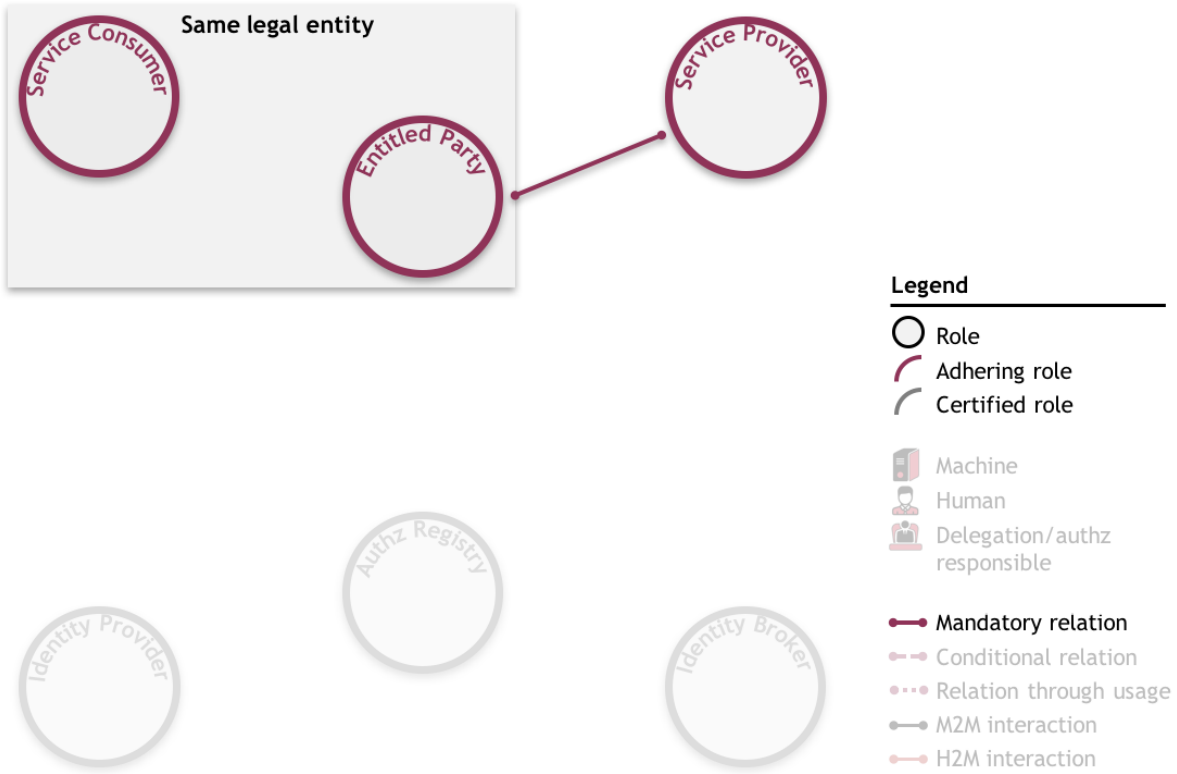 Same legal entity
Service Consumer
Service Provider
Entitled Party
Legend
Role
Adhering role
Certified role
Machine
Human
Delegation/authz
responsible
Authz Registry
Identity Provider
Identity Broker
Mandatory relation
Conditional relation
Relation through usage
M2M interaction
H2M interaction